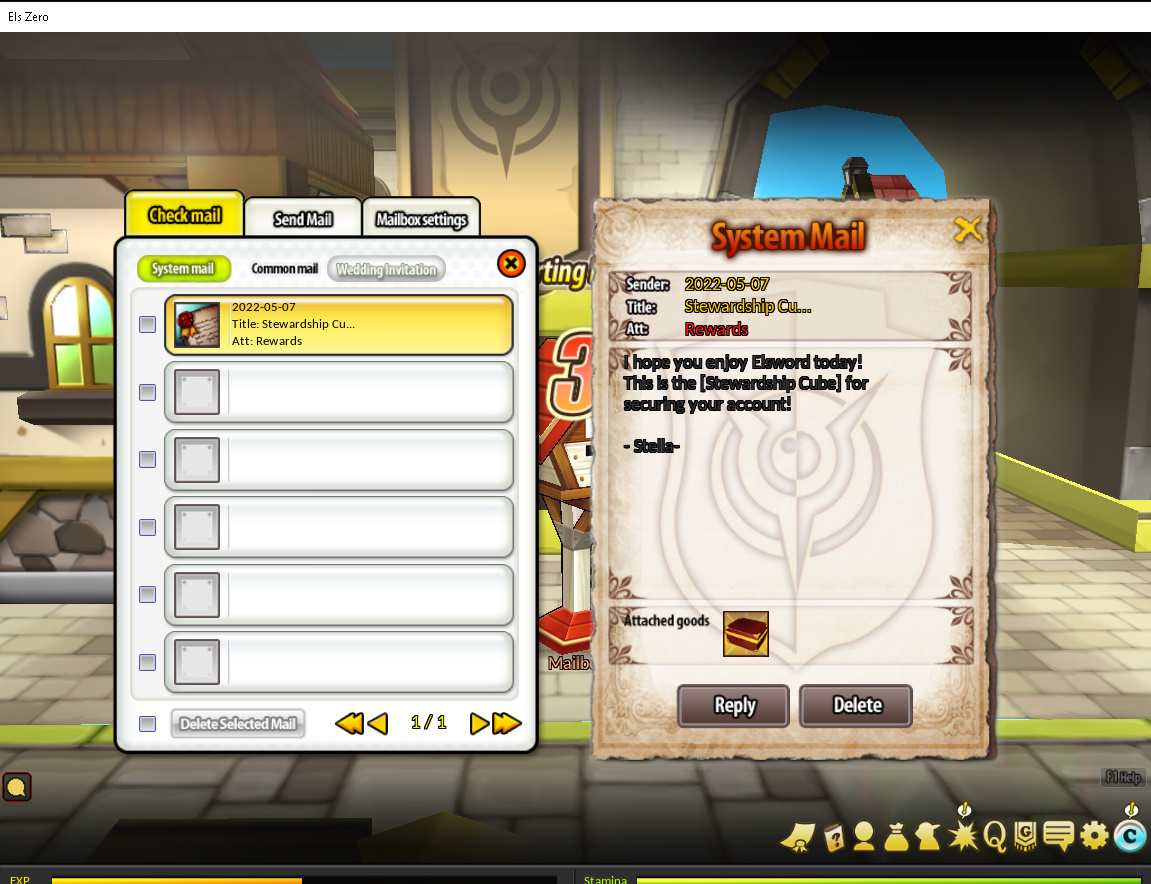 Els Zero
Check mail
Send Mail
Mailbox settings
System mail
Common mail
Wedding Invitation
2022-05-07
Title: Stewardship Cu...
Att: Rewards
Delete Selected Mail
1 / 1
rting
3
Mailb
System Mail
Sender: 2022-05-07
Title: Stewardship Cu...
Att: Rewards
I hope you enjoy Elsword today!
This is the [Stewardship Cube] for
securing your account!
- Stella-
Attached goods
Reply
Delete
F1 Help
EXP
Stamina